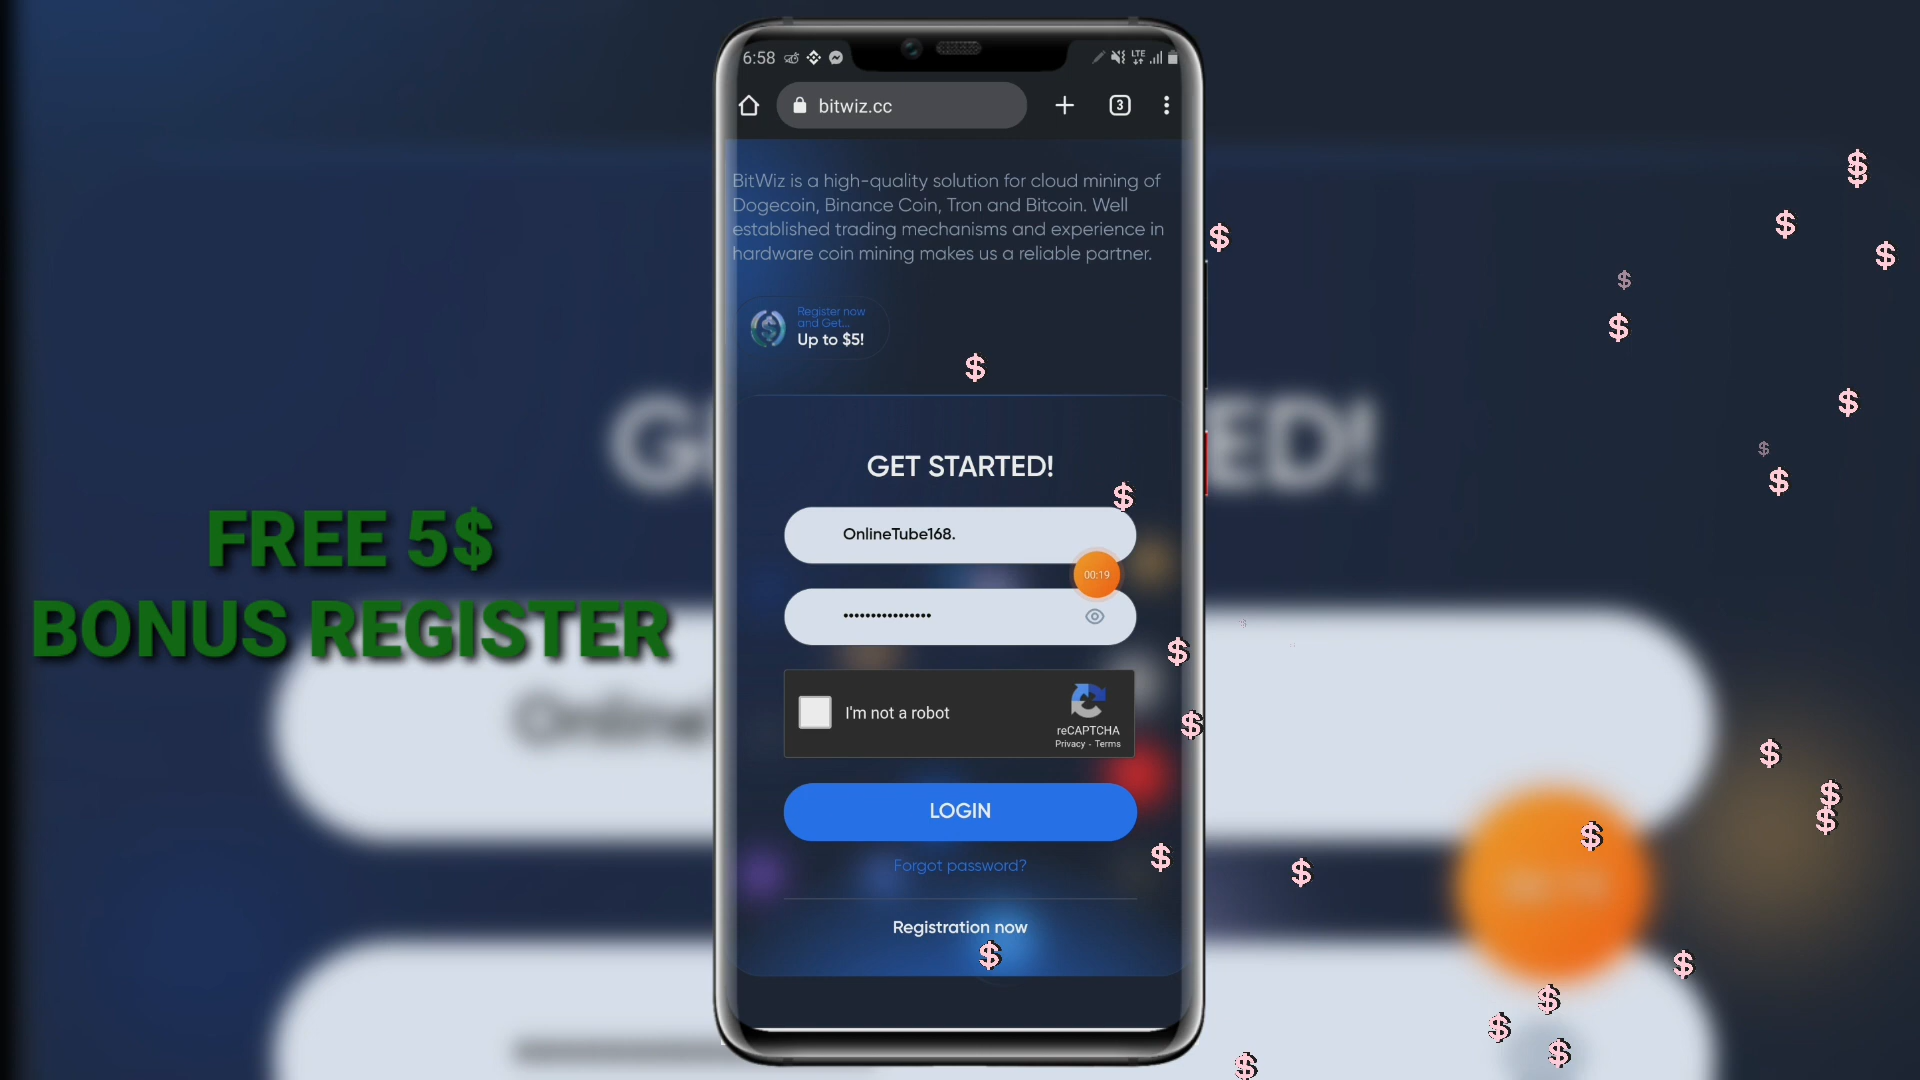 6:58
LTE
bitwiz.cc
3
BitWiz is a high-quality solution for cloud mining of
Dogecoin, Binance Coin, Tron and Bitcoin. Well
established trading mechanisms and experience in
hardware coin mining makes us a reliable partner.
Register now
and Get...
Up to $5!
GET STARTED!
OnlineTube168.
00:19
I'm not a robot
reCAPTCHA
Privacy - Terms
LOGIN
Forgot password?
Registration now
FREE 5$
BONUS REGISTER